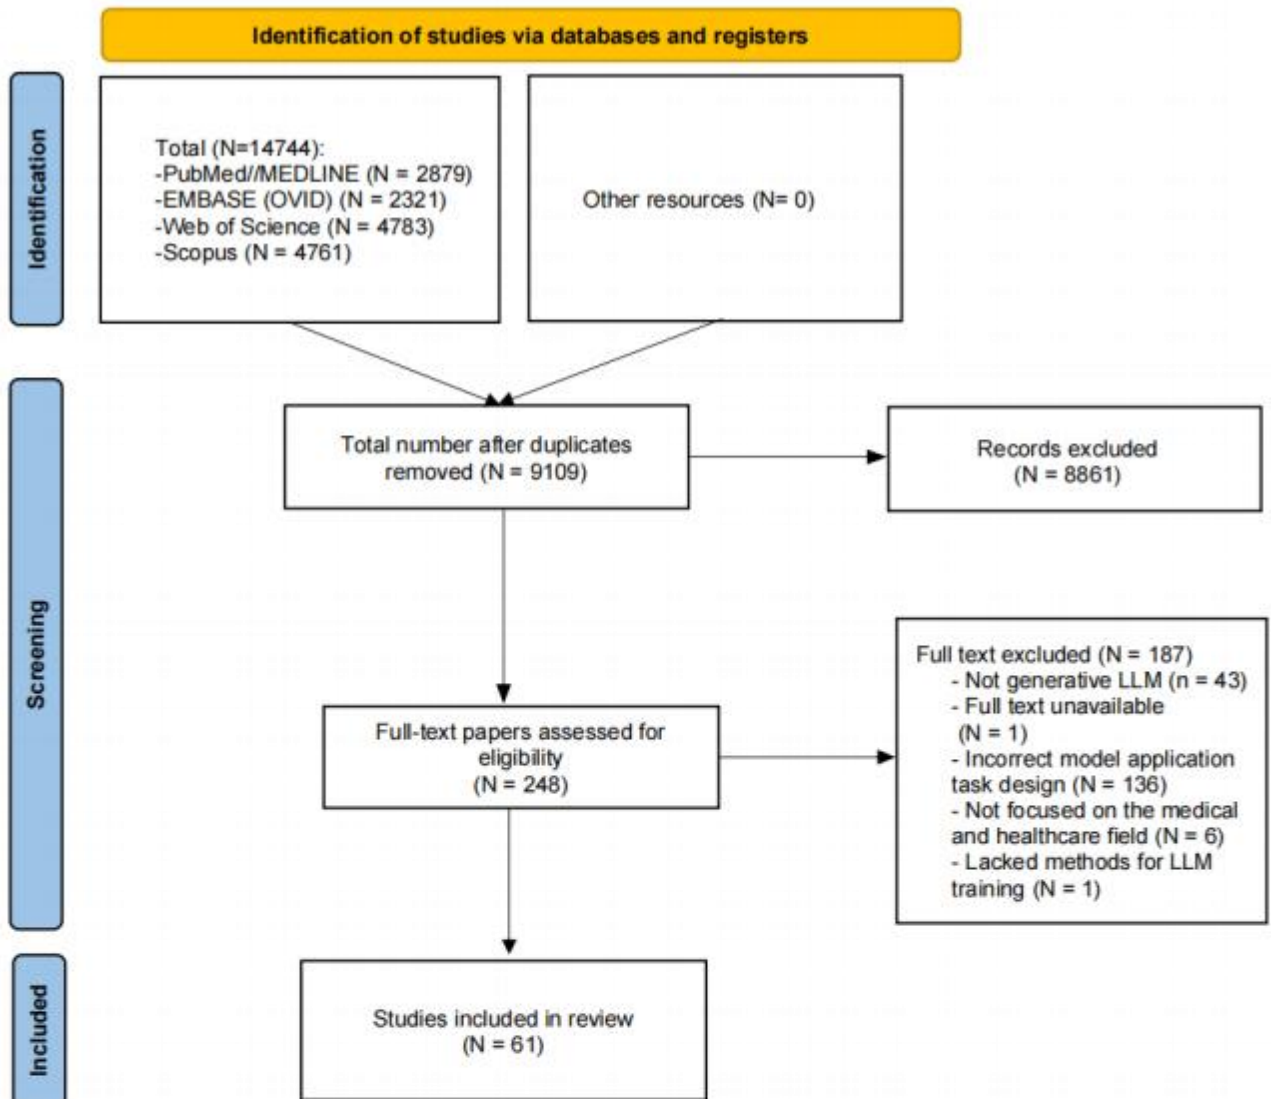 Identification of studies via databases and registers
Identification
Total (N=14744):
-PubMed//MEDLINE (N = 2879)
-EMBASE (OVID) (N = 2321)
-Web of Science (N = 4783)
-Scopus (N = 4761)
Other resources (N= 0)
Screening
Total number after duplicates
removed (N = 9109)
Records excluded
(N = 8861)
Full-text papers assessed for
eligibility
(N = 248)
Full text excluded (N = 187)
- Not generative LLM (n = 43)
- Full text unavailable
(N = 1)
- Incorrect model application
task design (N = 136)
- Not focused on the medical
and healthcare field (N = 6)
- Lacked methods for LLM
training (N = 1)
Included
Studies included in review
(N = 61)